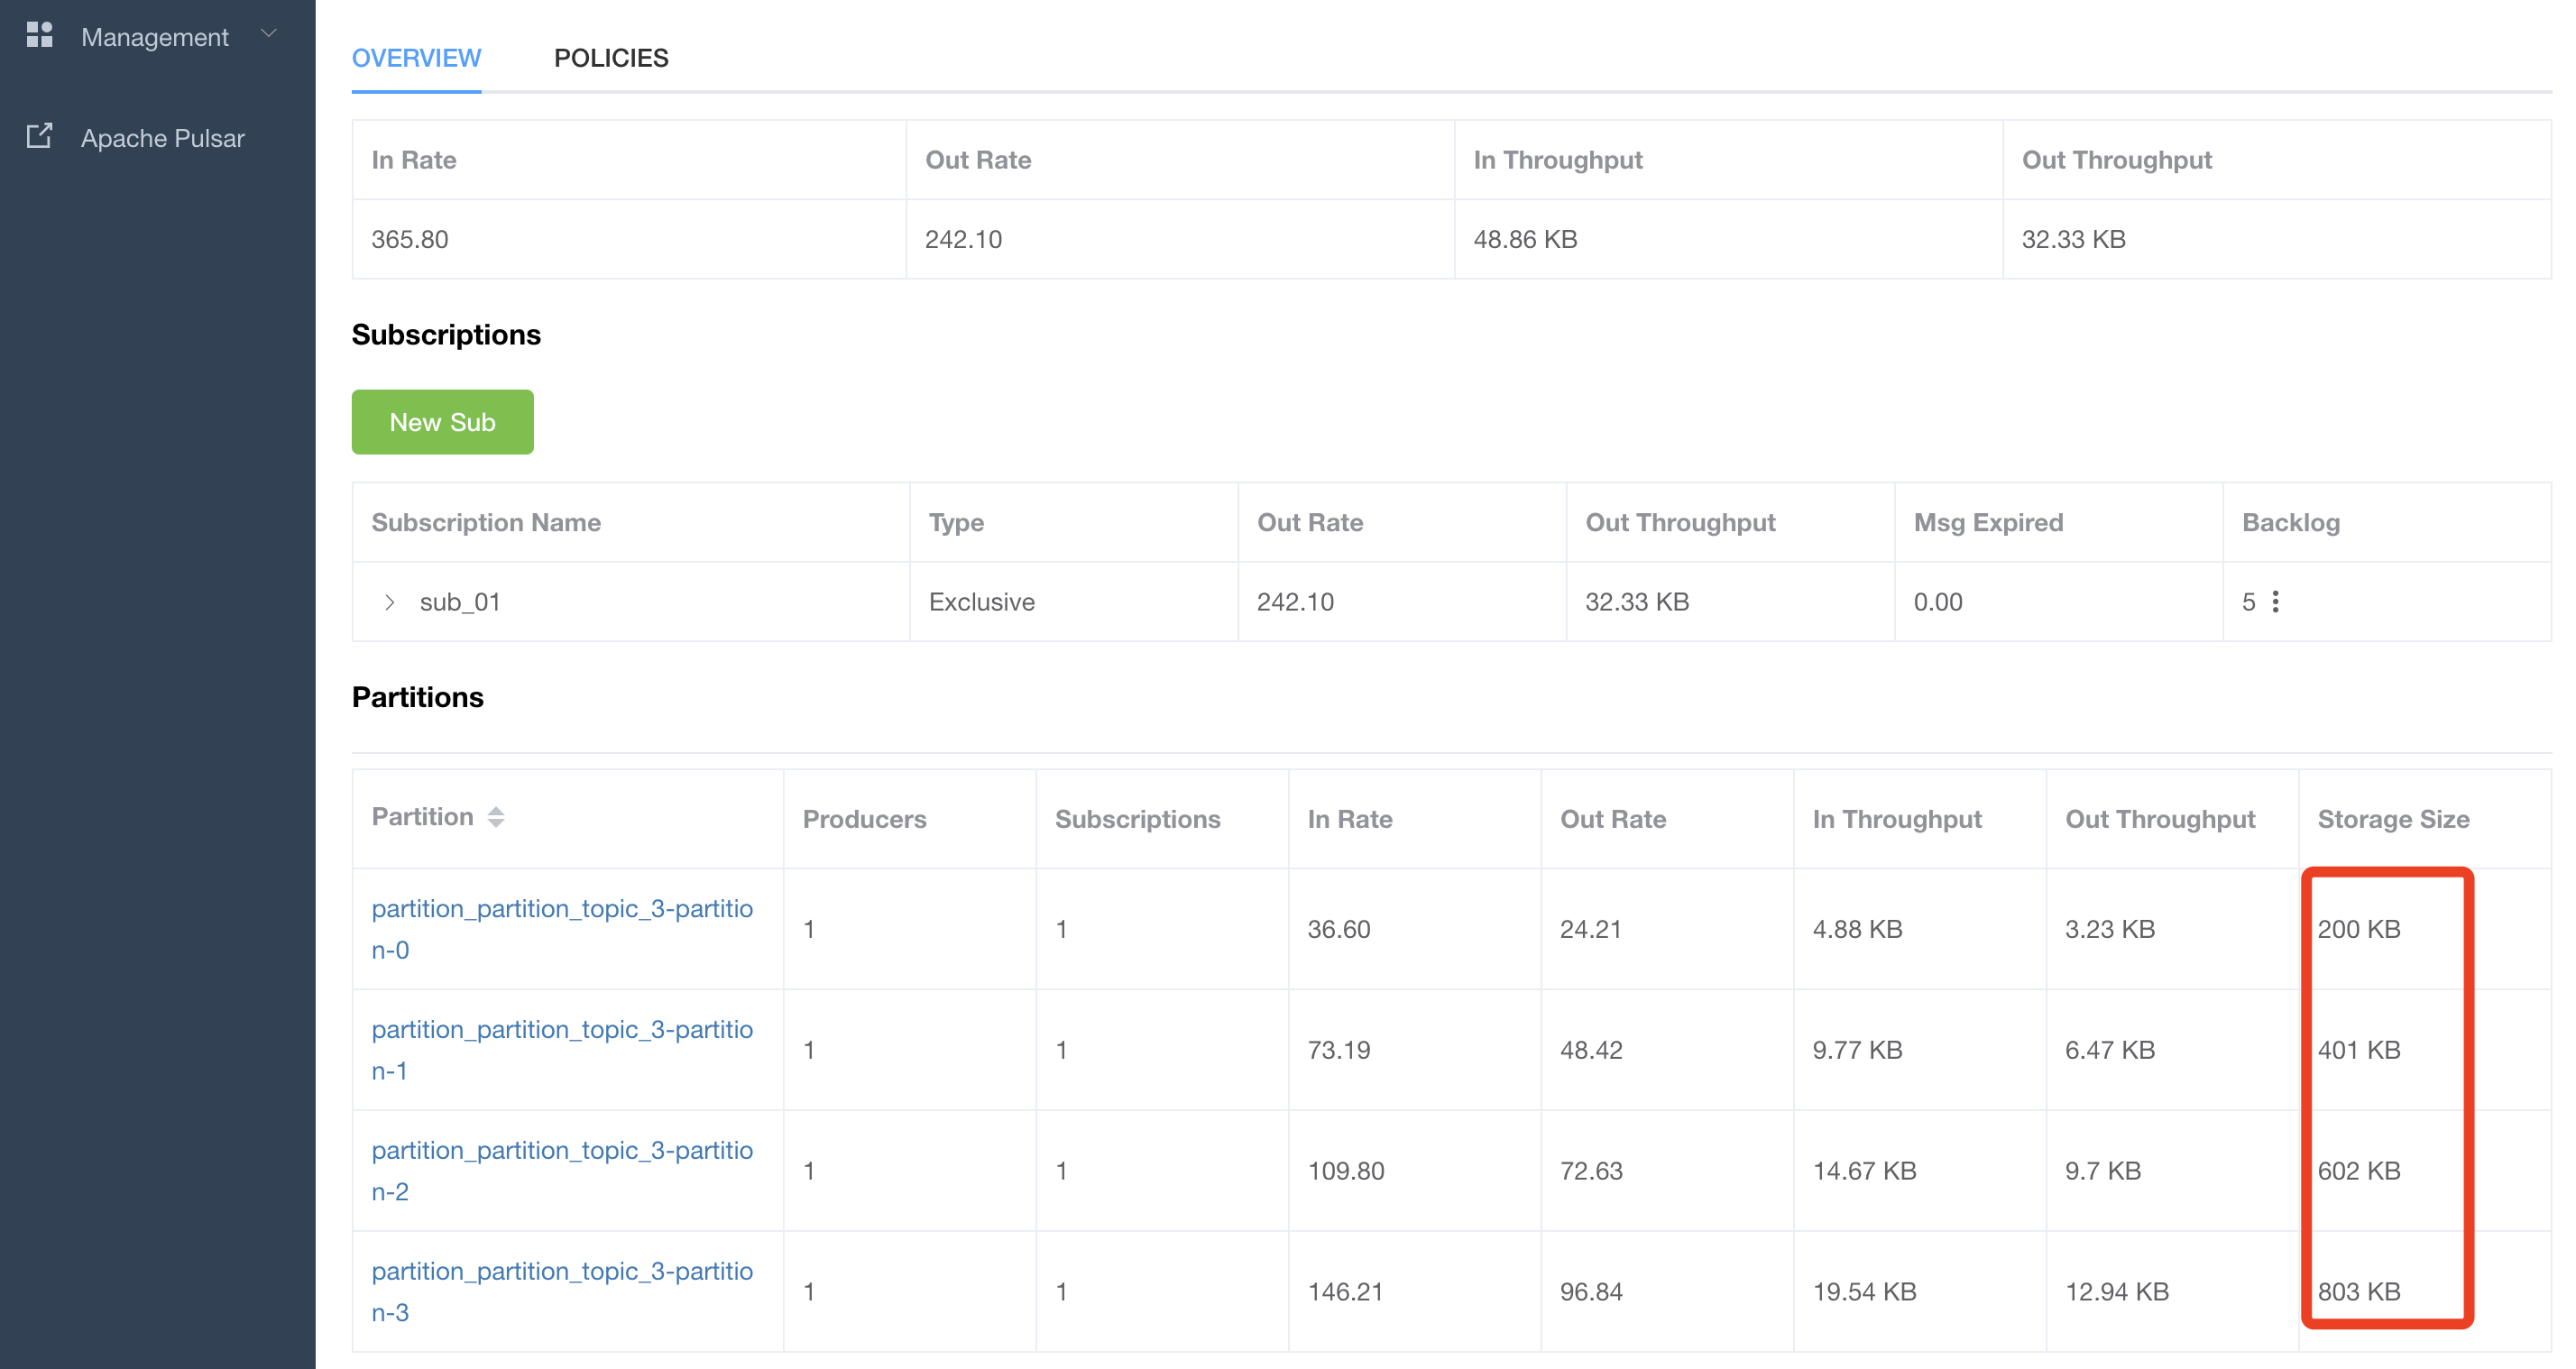 Management
Apache Pulsar
OVERVIEW POLICIES
In Rate Out Rate In Throughput Out Throughput
365.80 242.10 48.86 KB 32.33 KB
Subscriptions
New Sub
Subscription Name Type Out Rate Out Throughput Msg Expired Backlog
sub_01 Exclusive 242.10 32.33 KB 0.00 5
Partitions
Partition Producers Subscriptions In Rate Out Rate In Throughput Out Throughput Storage Size
partition_partition_topic_3-partitio
n-0
1 1 36.60 24.21 4.88 KB 3.23 KB 200 KB
partition_partition_topic_3-partitio
n-1
1 1 73.19 48.42 9.77 KB 6.47 KB 401 KB
partition_partition_topic_3-partitio
n-2
1 1 109.80 72.63 14.67 KB 9.7 KB 602 KB
partition_partition_topic_3-partitio
n-3
1 1 146.21 96.84 19.54 KB 12.94 KB 803 KB